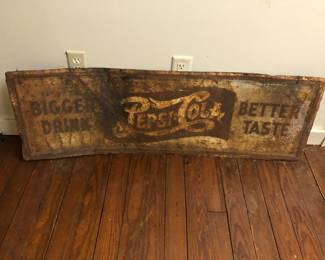 BIGGER
DRINK
PEPSI-COLA
BETTER
TASTE